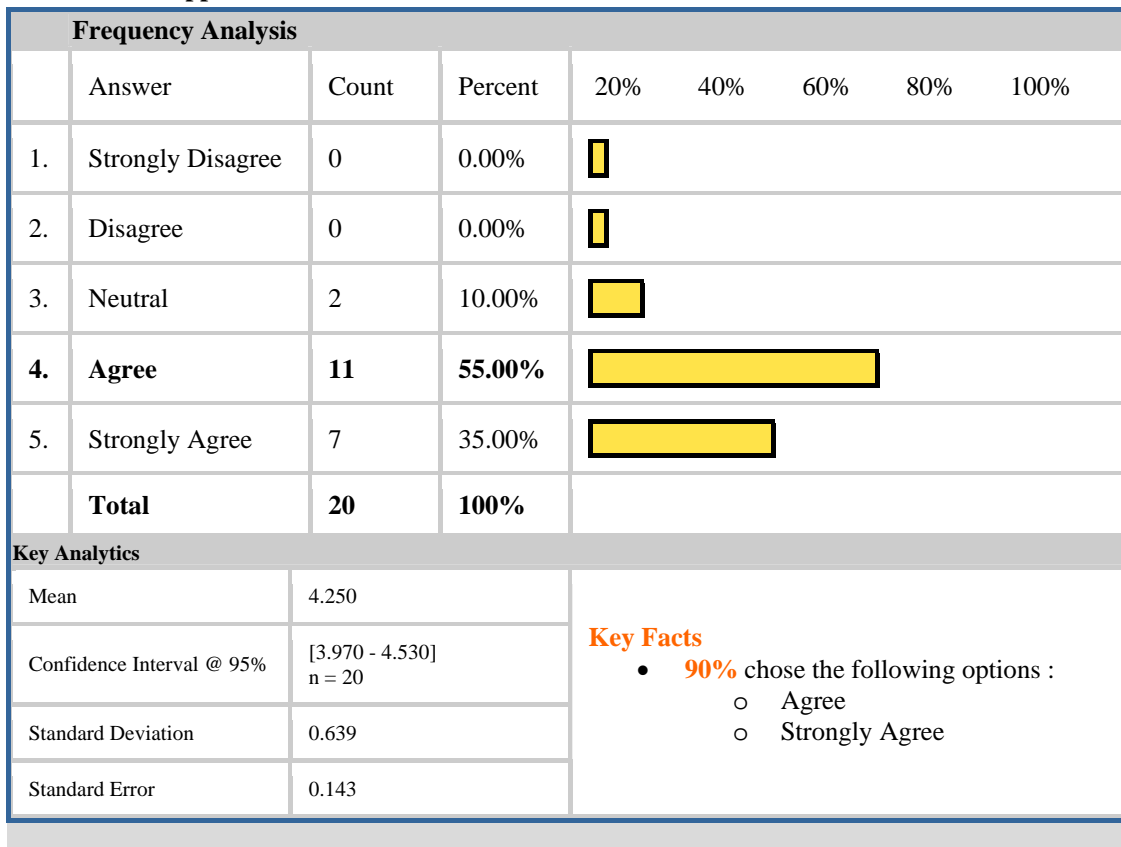 Frequency Analysis
Answer Count Percent 20% 40% 60% 80% 100%
1. Strongly Disagree 0 0.00%
2. Disagree 0 0.00%
3. Neutral 2 10.00%
4. Agree 11 55.00%
5. Strongly Agree 7 35.00%
Total 20 100%
Key Analytics
Mean 4.250
Confidence Interval @ 95% [3.970 - 4.530]
n = 20
Standard Deviation 0.639
Standard Error 0.143
Key Facts
• 90% chose the following options :
o Agree
o Strongly Agree